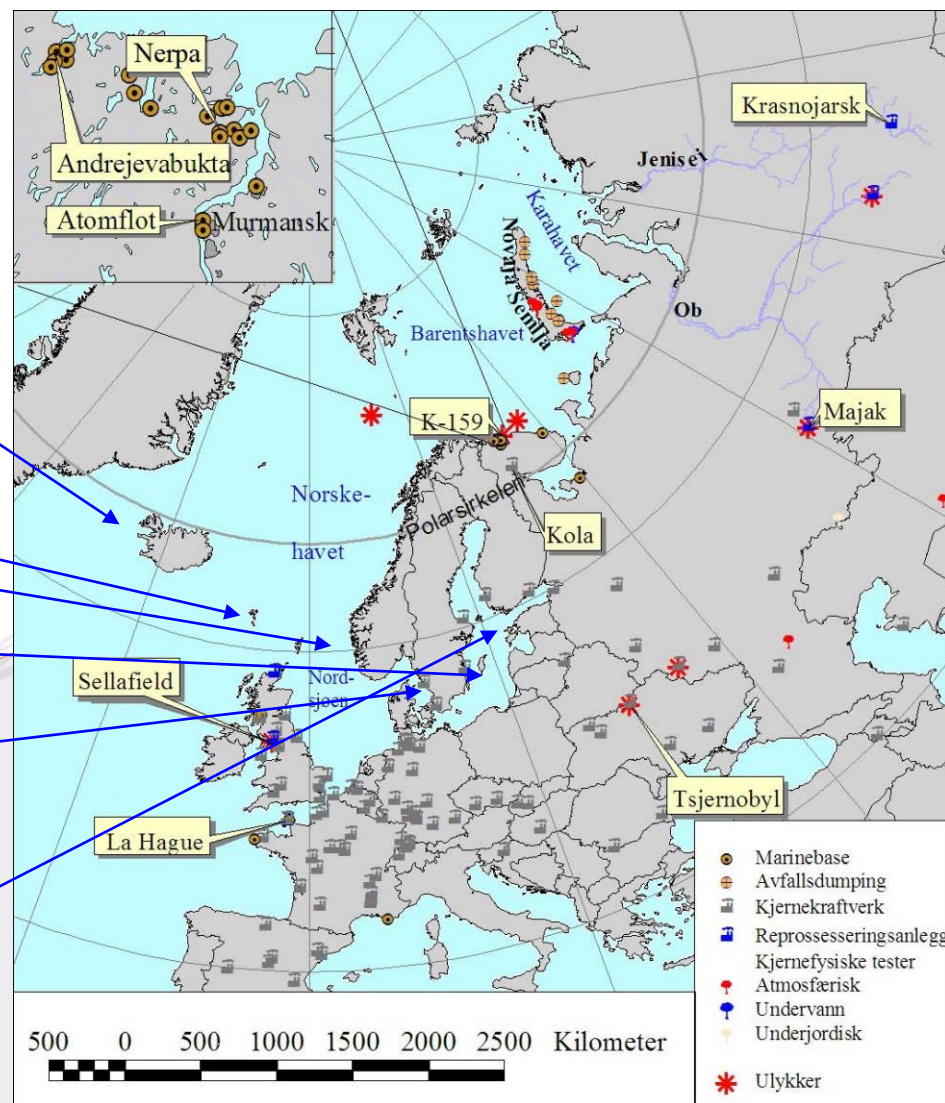 Nerpa
Andrejevabukta
Atomflot
Murmansk
Krasnojarsk
Jenisei
Karahavet
Novaja Semlja
Ob
Barentshavet
Majak
K-159
Norske-
havet
Polarsirkelen
Kola
Sellafield
Nord-
sjøen
Tsjernobyl
La Hague
Marinebase
Avfallsdumping
Kjernekraftverk
Reprossesseringsanlegg
Kjernefysiske tester
Atmosfærisk
Undervann
Underjordisk
Ulykker
500 0 500 1000 1500 2000 2500 Kilometer